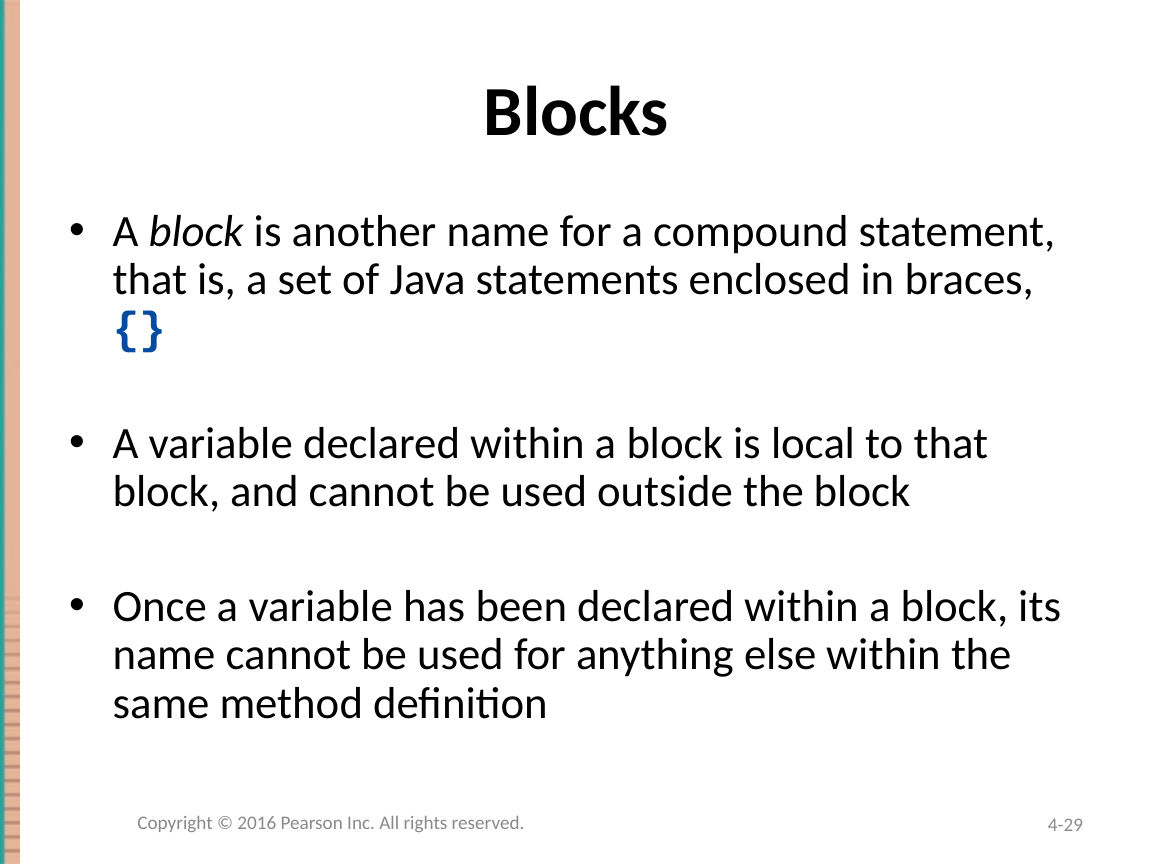 Blocks
• A block is another name for a compound statement,
that is, a set of Java statements enclosed in braces,
{}
• A variable declared within a block is local to that
block, and cannot be used outside the block
• Once a variable has been declared within a block, its
name cannot be used for anything else within the
same method definition
Copyright © 2016 Pearson Inc. All rights reserved.
4-29